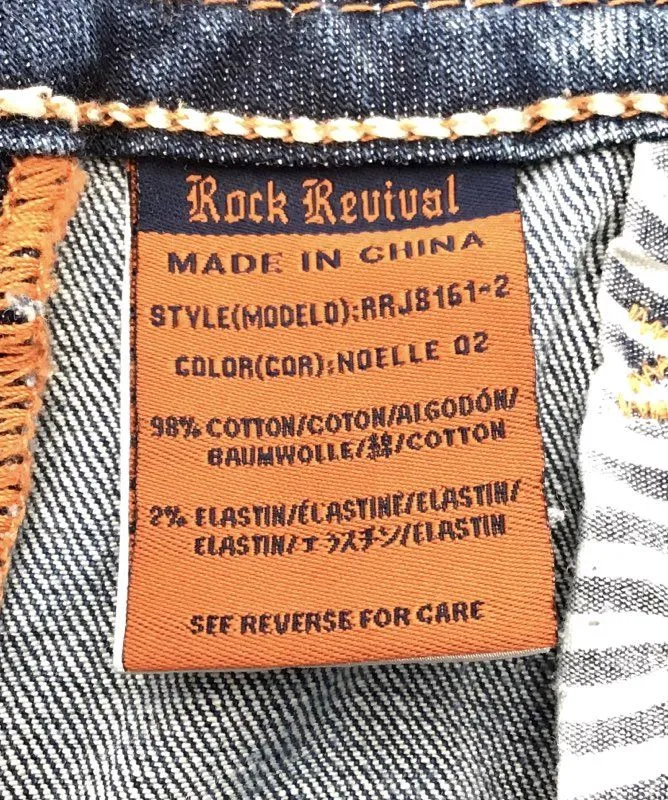 Rock Revival
MADE IN CHINA
STYLE(MODELO):RRJ8161-2
COLOR(COR):NOELLE 02
98% COTTON/COTON/ALGODÓN/
BAUMWOLLE/綿/COTTON
2% ELASTIN/ÉLASTINE/ELASTIN/
ELASTIN/エラスチン/ELASTIN
SEE REVERSE FOR CARE